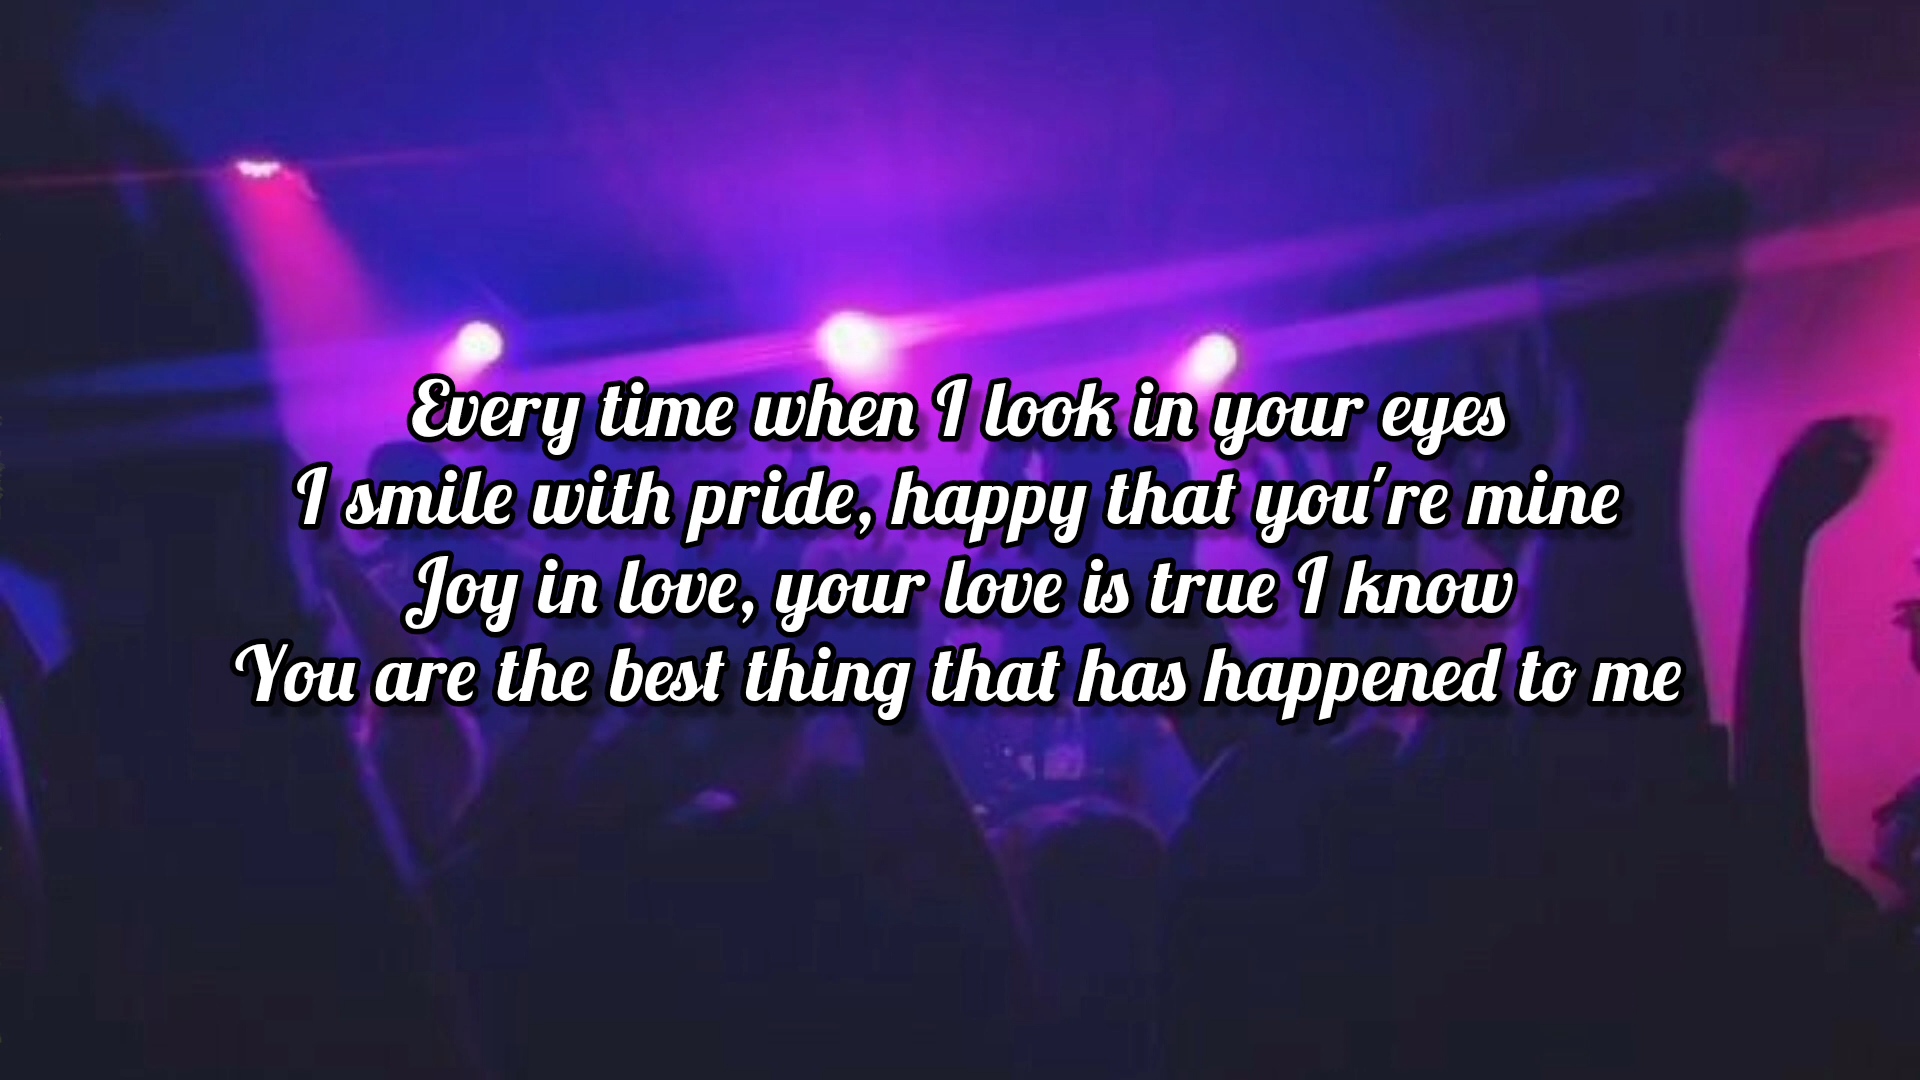 Every time when I look in your eyes
I smile with pride, happy that you're mine
Joy in love, your love is true I know
You are the best thing that has happened to me